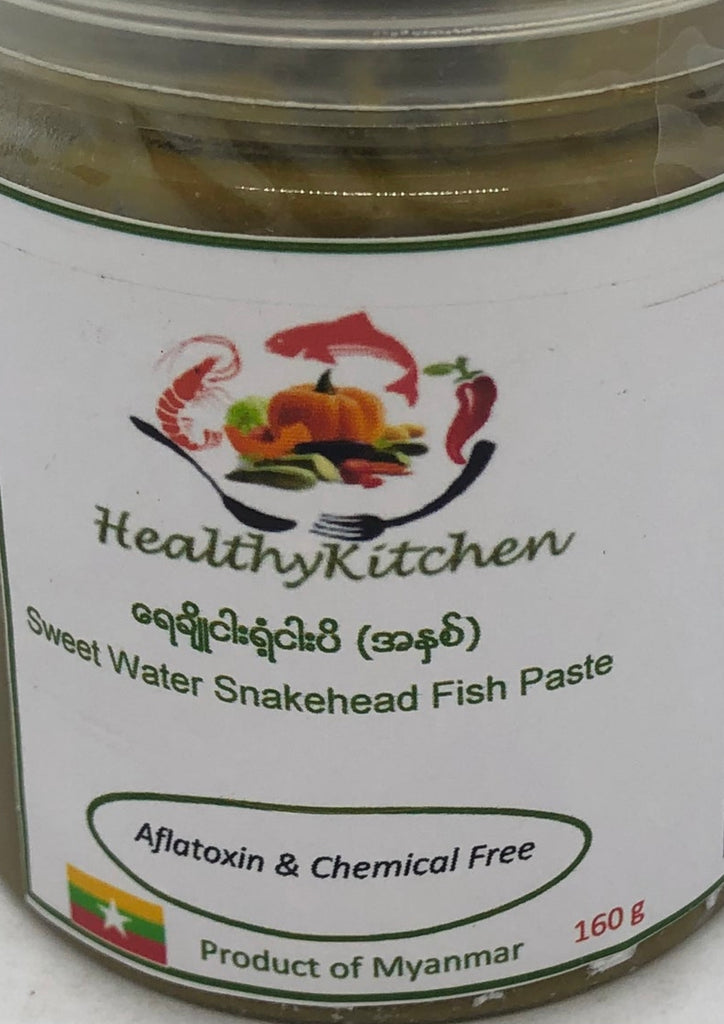 HealthyKitchen
ရေချိုငါးရံ့ငါးပိ (အနှစ်)
Sweet Water Snakehead Fish Paste
Aflatoxin & Chemical Free
Product of Myanmar
160 g